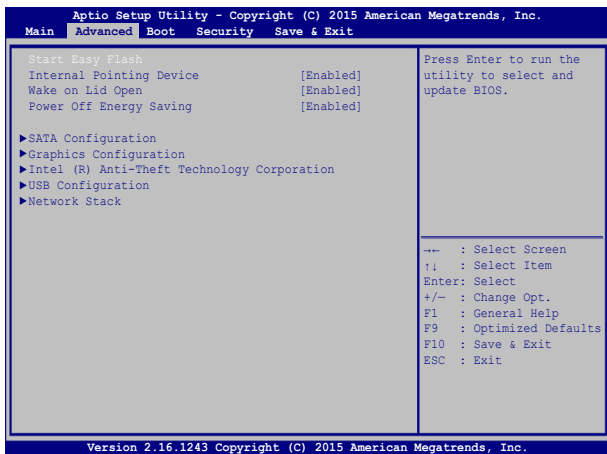 Aptio Setup Utility - Copyright (C) 2015 American Megatrends, Inc.
Main Advanced Boot Security Save & Exit
Start Easy Flash
Internal Pointing Device [Enabled]
Wake on Lid Open [Enabled]
Power Off Energy Saving [Enabled]
▶SATA Configuration
▶Graphics Configuration
▶Intel (R) Anti-Theft Technology Corporation
▶USB Configuration
▶Network Stack
Press Enter to run the
utility to select and
update BIOS.
→← : Select Screen
↑↓ : Select Item
Enter: Select
+/— : Change Opt.
F1 : General Help
F9 : Optimized Defaults
F10 : Save & Exit
ESC : Exit
Version 2.16.1243 Copyright (C) 2015 American Megatrends, Inc.